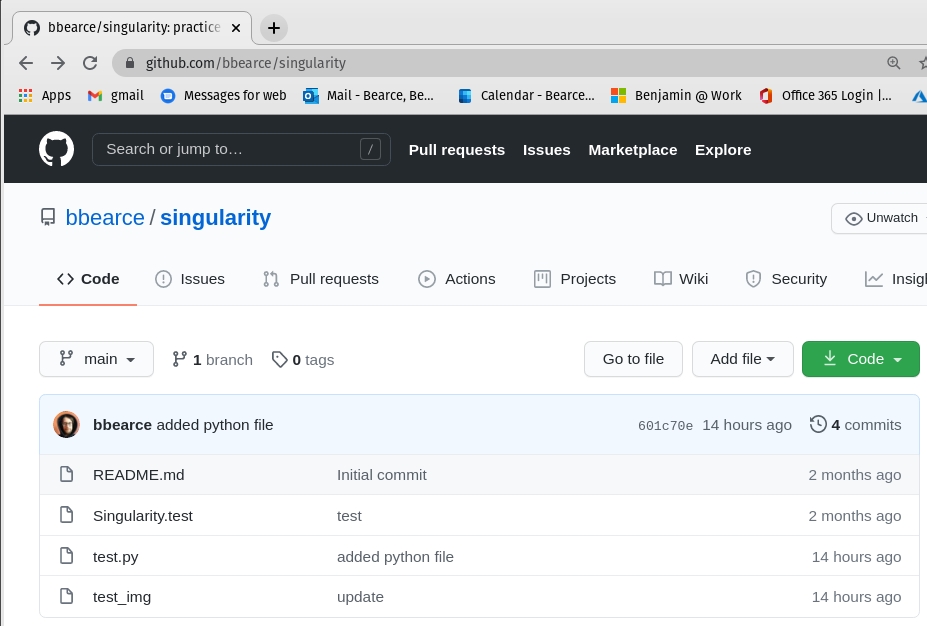 bbearce/singularity: practice
github.com/bbearce/singularity
Apps gmail Messages for web Mail - Bearce, Be... Calendar - Bearce... Benjamin @ Work Office 365 Login |...
Search or jump to… / Pull requests Issues Marketplace Explore
bbearce / singularity Unwatch
Code Issues Pull requests Actions Projects Wiki Security Insigh
main 1 branch 0 tags Go to file Add file Code
bbearce added python file 601c70e 14 hours ago 4 commits
README.md Initial commit 2 months ago
Singularity.test test 2 months ago
test.py added python file 14 hours ago
test_img update 14 hours ago